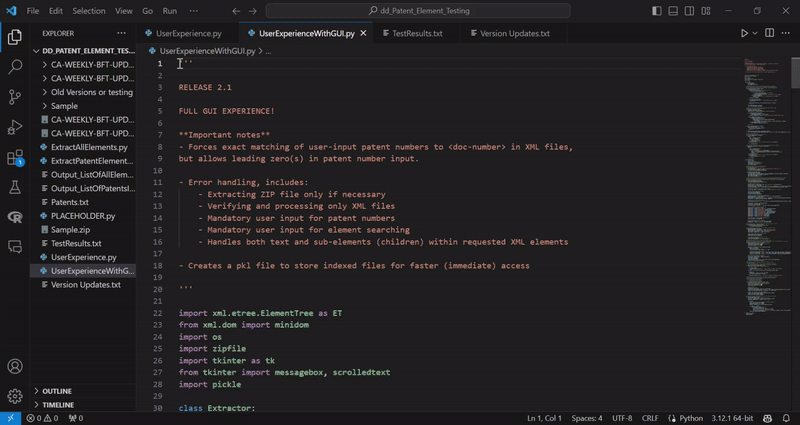 File Edit Selection View Go Run ··· dd_Patent_Element_Testing
EXPLORER ···
DD_PATENT_ELEMENT_TES...
CA-WEEKLY-BFT-UPD...
CA-WEEKLY-BFT-UPD...
Old Versions or testing
Sample
CA-WEEKLY-BFT-UPD...
CA-WEEKLY-BFT-UPD...
ExtractAllElements.py
ExtractPatentElemen...
Output_ListOfAllElem...
Output_ListOfPatentsI...
Patents.txt
PLACEHOLDER.py
Sample.zip
TestResults.txt
UserExperience.py
UserExperienceWithG...
Version Updates.txt
OUTLINE
TIMELINE
UserExperience.py UserExperienceWithGUI.py TestResults.txt Version Updates.txt
UserExperienceWithGUI.py > ...
1 '''
2
3 RELEASE 2.1
4
5 FULL GUI EXPERIENCE!
6
7 **Important notes**
8 - Forces exact matching of user-input patent numbers to <doc-number> in XML files,
9 but allows leading zero(s) in patent number input.
10
11 - Error handling, includes:
12 - Extracting ZIP file only if necessary
13 - Verifying and processing only XML files
14 - Mandatory user input for patent numbers
15 - Mandatory user input for element searching
16 - Handles both text and sub-elements (children) within requested XML elements
17
18 - Creates a pkl file to store indexed files for faster (immediate) access
19
20 '''
21
22 import xml.etree.ElementTree as ET
23 from xml.dom import minidom
24 import os
25 import zipfile
26 import tkinter as tk
27 from tkinter import messagebox, scrolledtext
28 import pickle
29
30 class Extractor:
0 0 0 Ln 1, Col 1 Spaces: 4 UTF-8 CRLF Python 3.12.1 64-bit